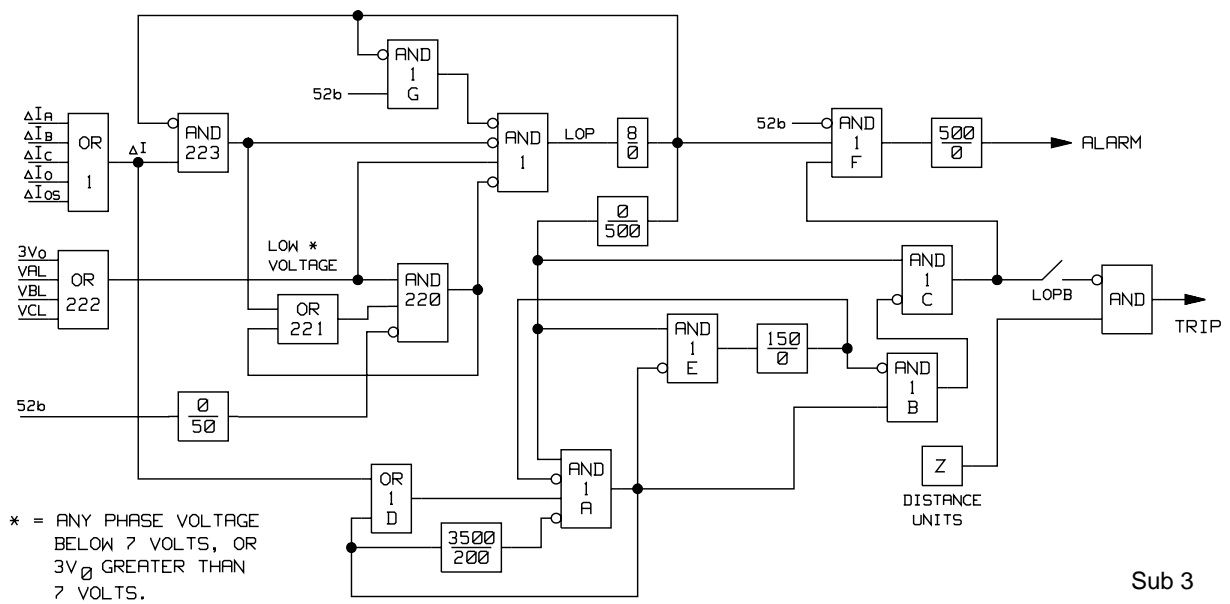 AND
1
G
52b
ΔIA
ΔIB
ΔIC
ΔIO
ΔIOS
OR
1
ΔI
AND
223
AND
1
LOP
8
0
52b
AND
1
F
500
0
ALARM
0
500
3VO
VAL
VBL
VCL
OR
222
LOW *
VOLTAGE
AND
220
OR
221
AND
1
C
LOPB
AND
TRIP
AND
1
E
150
0
AND
1
B
52b
0
50
Z
DISTANCE
UNITS
OR
1
D
AND
1
A
3500
200
* = ANY PHASE VOLTAGE
BELOW 7 VOLTS, OR
3V0 GREATER THAN
7 VOLTS.
Sub 3